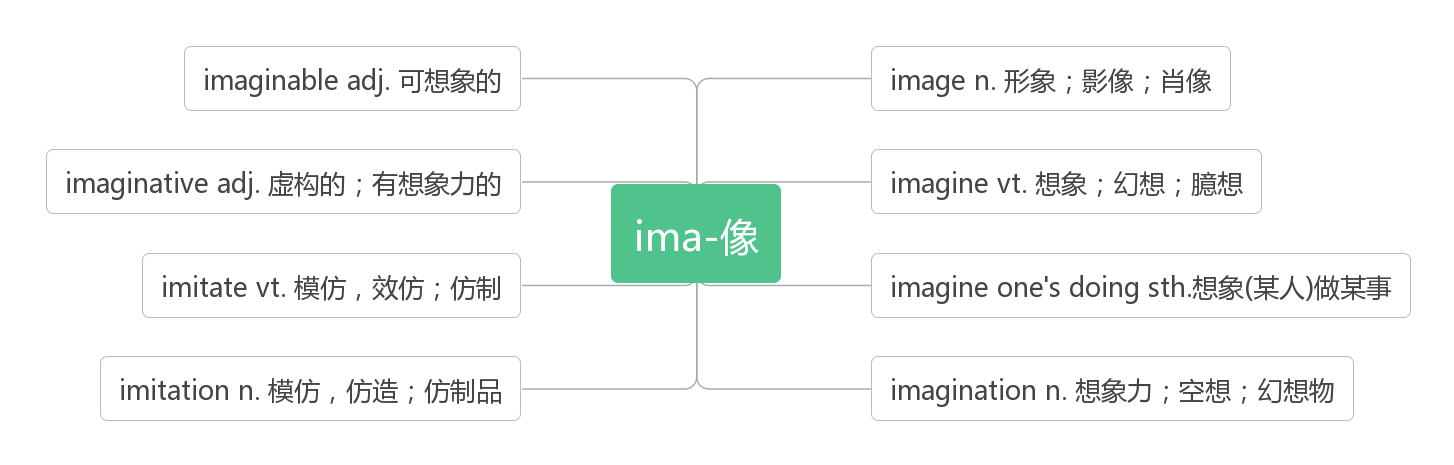 imaginable adj. 可想象的
imaginative adj. 虚构的；有想象力的
imitate vt. 模仿，效仿；仿制
imitation n. 模仿，仿造；仿制品
ima-像
image n. 形象；影像；肖像
imagine vt. 想象；幻想；臆想
imagine one's doing sth.想象(某人)做某事
imagination n. 想象力；空想；幻想物